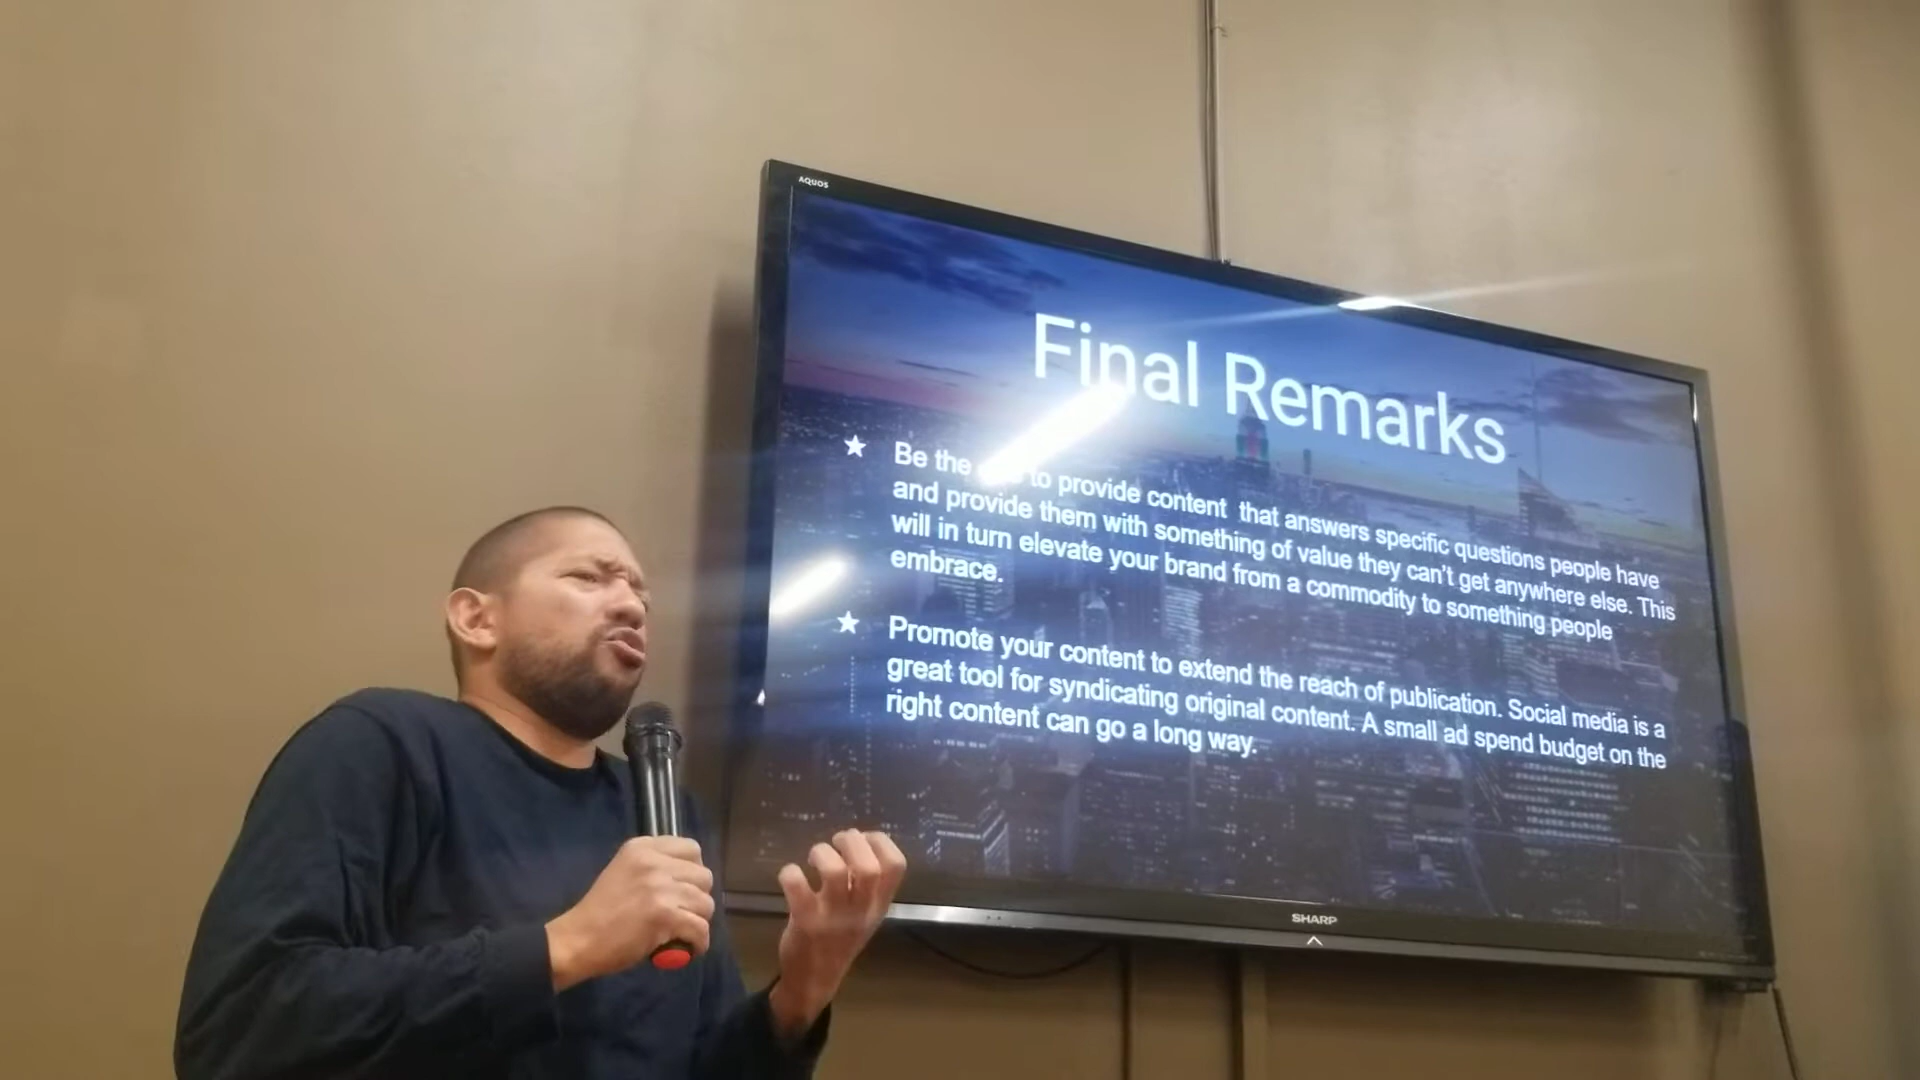 AQUOS
Final Remarks
★ Be the to provide content that answers specific questions people have
and provide them with something of value they can't get anywhere else. This
will in turn elevate your brand from a commodity to something people
embrace.
★ Promote your content to extend the reach of publication. Social media is a
great tool for syndicating original content. A small ad spend budget on the
right content can go a long way.
SHARP